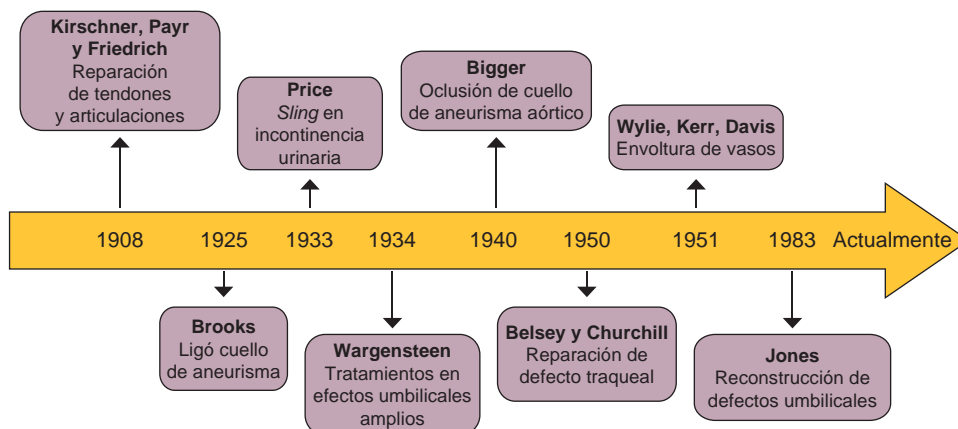 Kirschner, Payr
y Friedrich
Reparación
de tendones
y articulaciones
Price
Sling en
incontinencia
urinaria
Bigger
Oclusión de cuello
de aneurisma aórtico
Wylie, Kerr, Davis
Envoltura de vasos
1908
1925
1933
1934
1940
1950
1951
1983
Actualmente
Brooks
Ligó cuello
de aneurisma
Wargensteen
Tratamientos en
efectos umbilicales
amplios
Belsey y Churchill
Reparación de
defecto traqueal
Jones
Reconstrucción de
defectos umbilicales